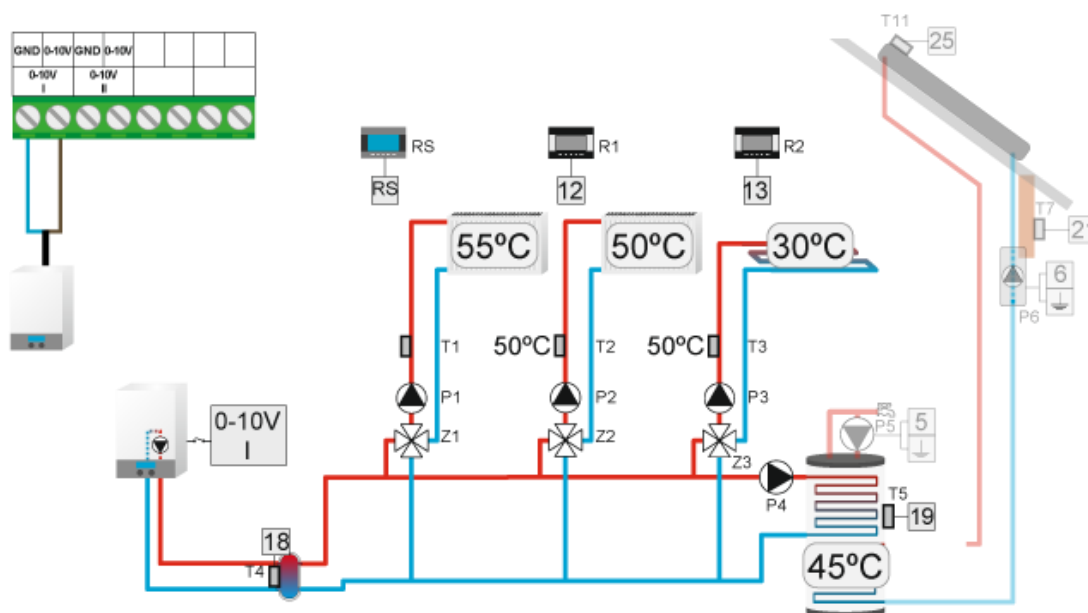 GND 0-10V GND 0-10V
0-10V 0-10V
I II
T11
25
RS
R1
R2
RS
12
13
T7
21
55ºC
50ºC
30ºC
6
P6
T1
50ºC
T2
50ºC
T3
P1
P2
P3
0-10V
I
Z1
Z2
Z3
P5
5
P4
T5
19
18
T4
45ºC